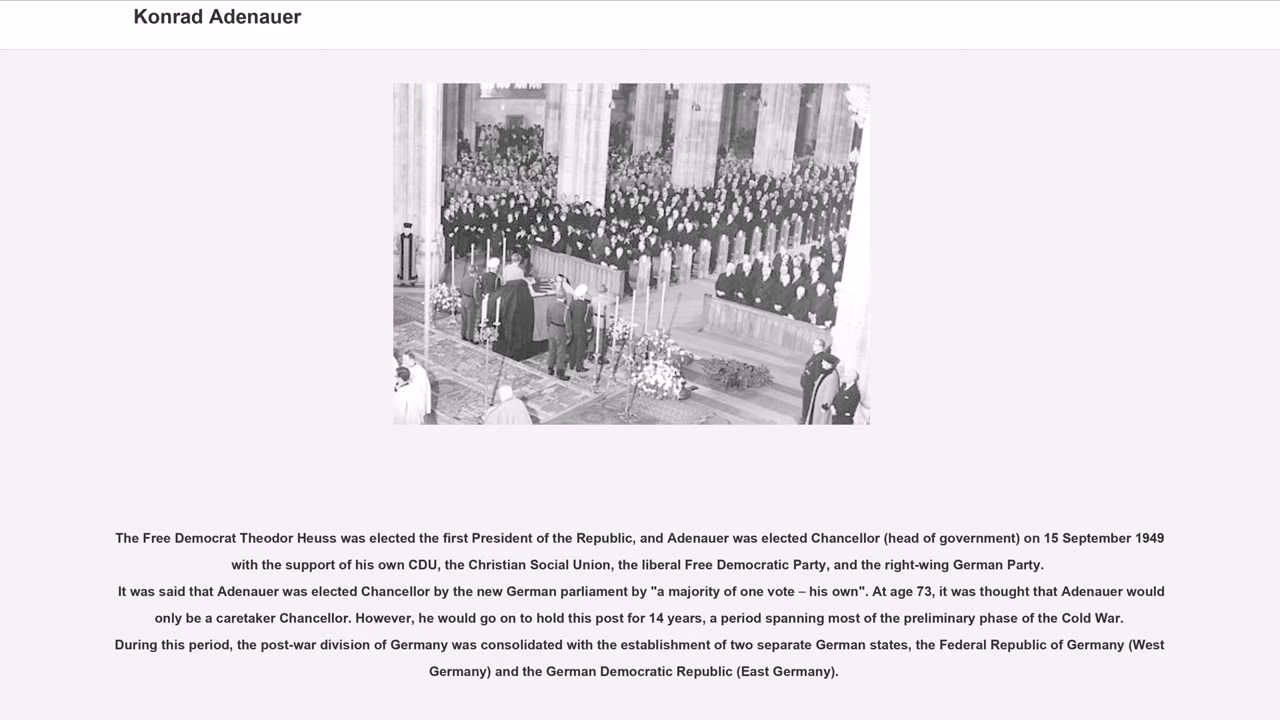 Konrad Adenauer
The Free Democrat Theodor Heuss was elected the first President of the Republic, and Adenauer was elected Chancellor (head of government) on 15 September 1949
with the support of his own CDU, the Christian Social Union, the liberal Free Democratic Party, and the right-wing German Party.
It was said that Adenauer was elected Chancellor by the new German parliament by "a majority of one vote – his own". At age 73, it was thought that Adenauer would
only be a caretaker Chancellor. However, he would go on to hold this post for 14 years, a period spanning most of the preliminary phase of the Cold War.
During this period, the post-war division of Germany was consolidated with the establishment of two separate German states, the Federal Republic of Germany (West
Germany) and the German Democratic Republic (East Germany).